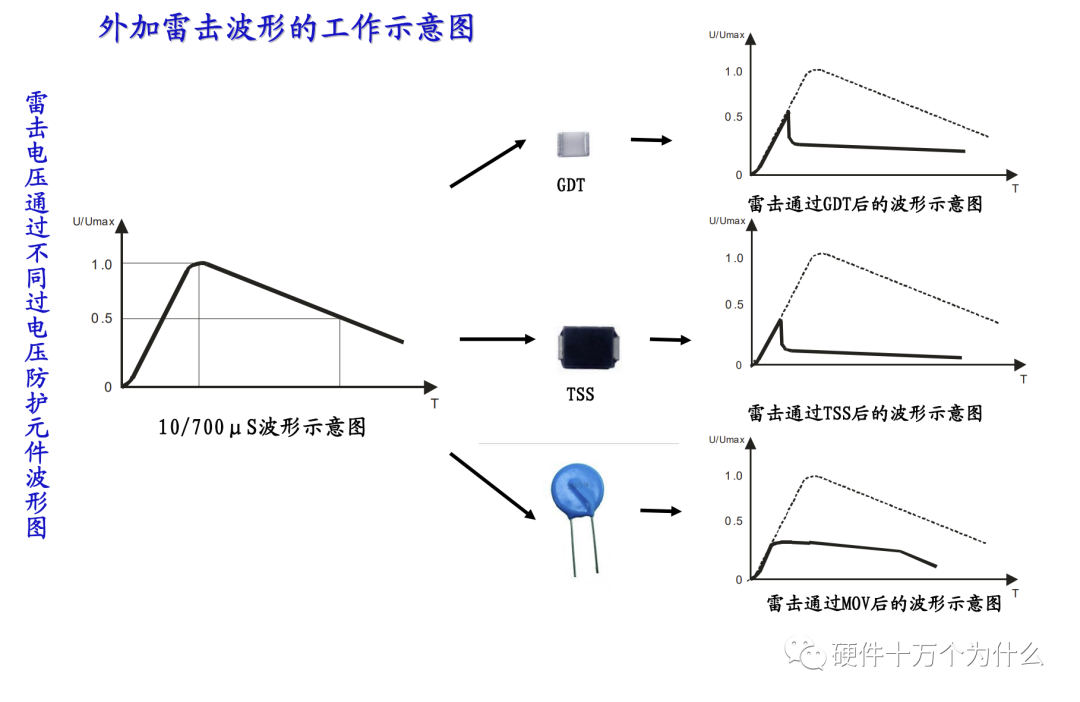 外加雷击波形的工作示意图
雷击电压通过不同过电压防护元件波形图
U/Umax
1.0
0.5
0
T
10/700μS波形示意图
GDT
U/Umax
1.0
0.5
0
T
雷击通过GDT后的波形示意图
TSS
U/Umax
1.0
0.5
0
T
雷击通过TSS后的波形示意图
U/Umax
1.0
0.5
0
T
雷击通过MOV后的波形示意图
硬件十万个为什么